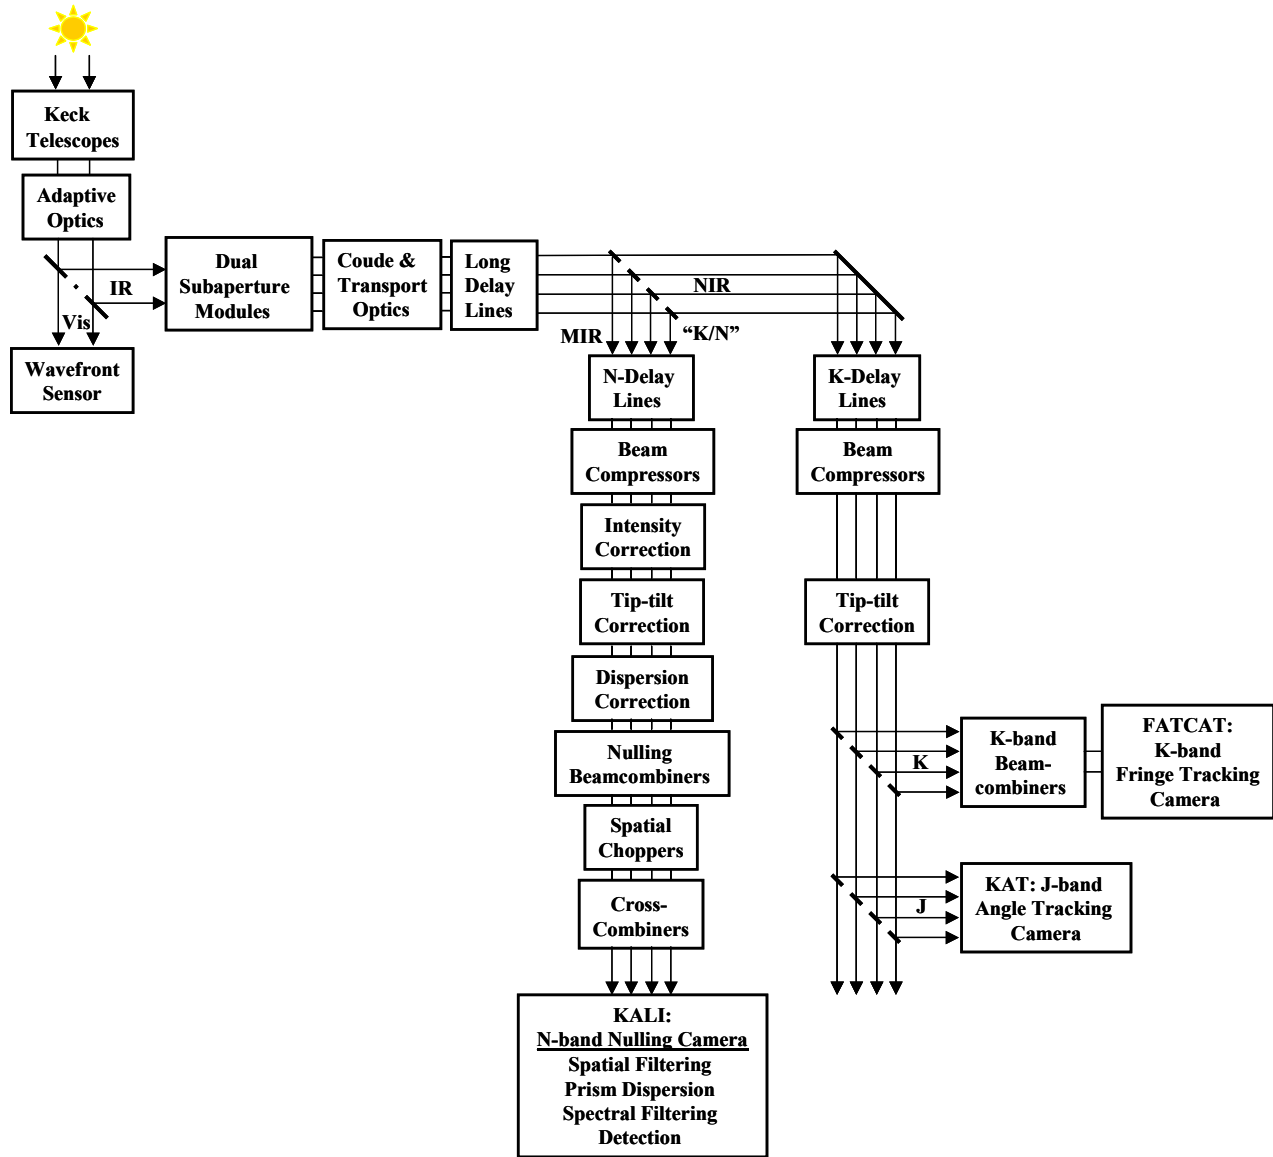 Keck
Telescopes
Adaptive
Optics
IR
Vis
Wavefront
Sensor
Dual
Subaperture
Modules
Coude &
Transport
Optics
Long
Delay
Lines
NIR
MIR
“K/N”
N-Delay
Lines
Beam
Compressors
Intensity
Correction
Tip-tilt
Correction
Dispersion
Correction
Nulling
Beamcombiners
Spatial
Choppers
Cross-
Combiners
KALI:
N-band Nulling Camera
Spatial Filtering
Prism Dispersion
Spectral Filtering
Detection
K-Delay
Lines
Beam
Compressors
Tip-tilt
Correction
K
K-band
Beam-
combiners
FATCAT:
K-band
Fringe Tracking
Camera
J
KAT: J-band
Angle Tracking
Camera